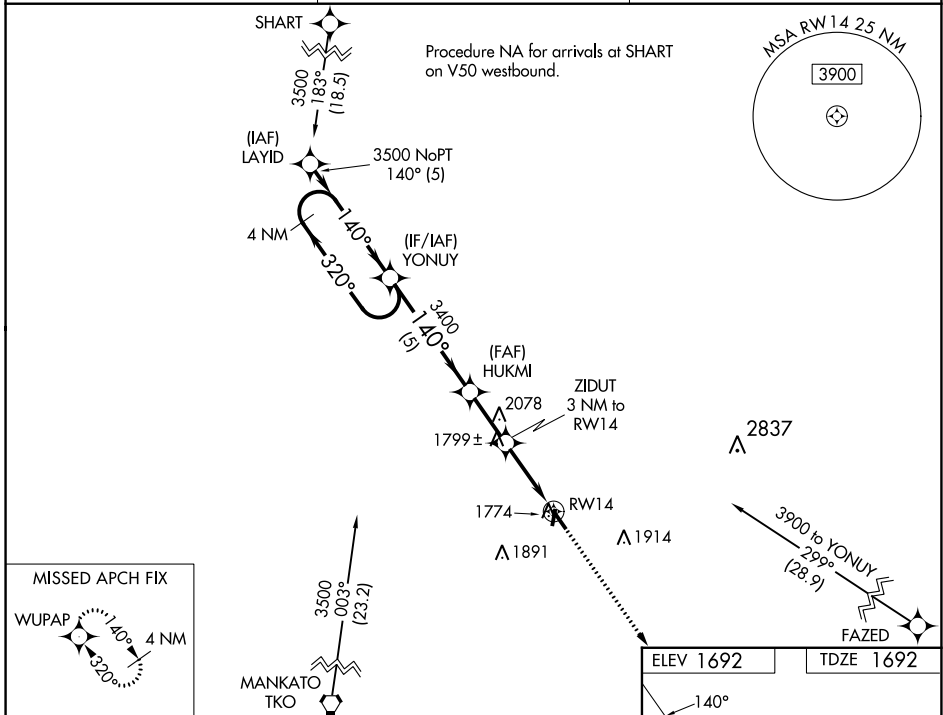 SHART
Procedure NA for arrivals at SHART
on V50 westbound.
MSA RW14 25 NM
3900
3500
183°
(18.5)
(IAF)
LAYID
3500 NoPT
140° (5)
4 NM
140°
320°
(IF/IAF)
YONUY
3400
140°
(5)
(FAF)
HUKMI
2078
ZIDUT
3 NM to
RW14
1799±
2837
1774
RW14
1891
1914
3900 to YONUY
299°
(28.9)
FAZED
MISSED APCH FIX
WUPAP
140°
4 NM
320°
3500
003°
(23.2)
MANKATO
TKO
ELEV 1692
TDZE 1692
140°